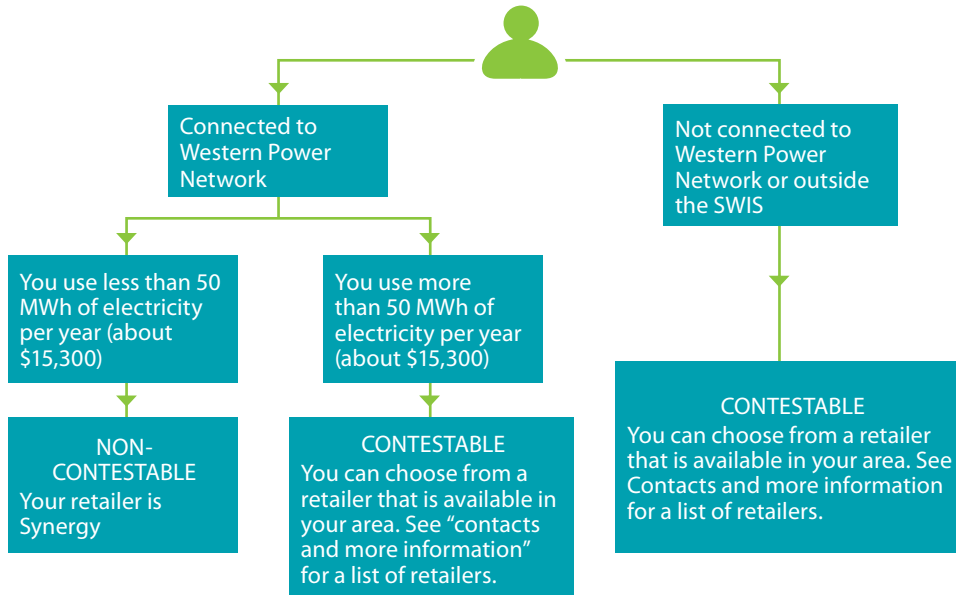 Connected to
Western Power
Network
Not connected to
Western Power
Network or outside
the SWIS
You use less than 50
MWh of electricity
per year (about
$15,300)
You use more
than 50 MWh of
electricity per year
(about $15,300)
NON-
CONTESTABLE
Your retailer is
Synergy
CONTESTABLE
You can choose from a
retailer that is available in
your area. See “contacts
and more information”
for a list of retailers.
CONTESTABLE
You can choose from a retailer
that is available in your area. See
Contacts and more information
for a list of retailers.